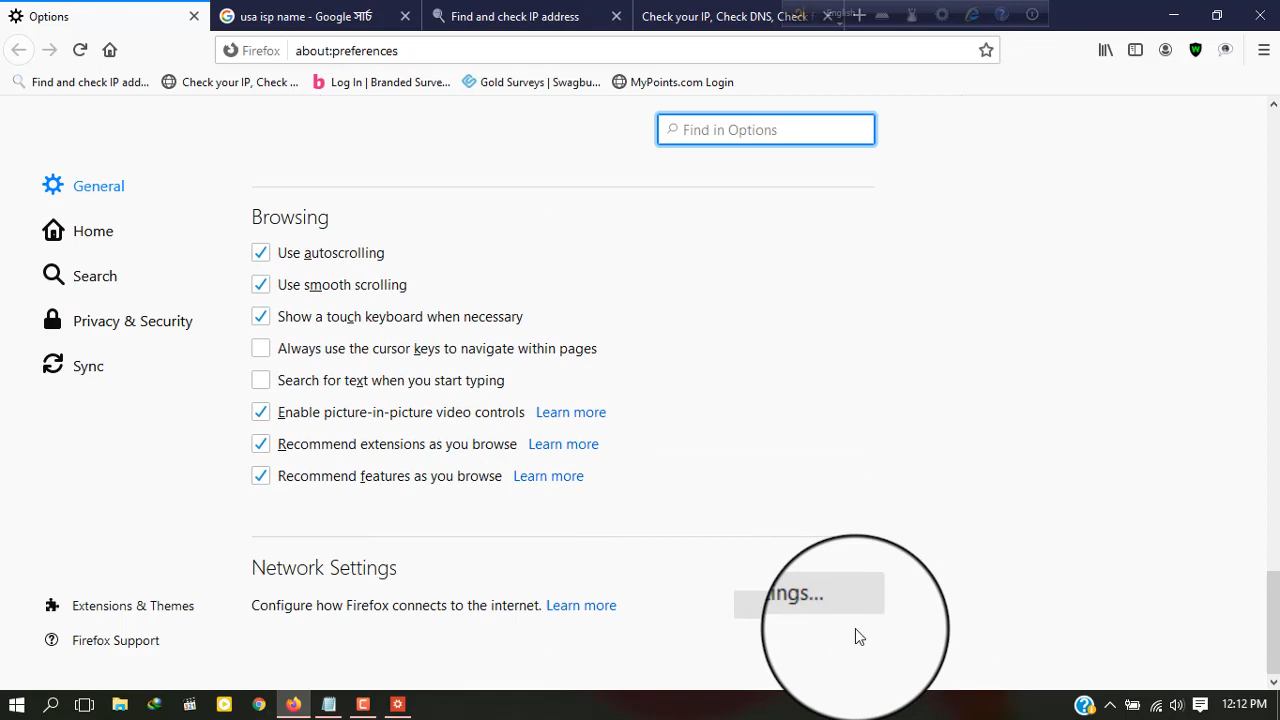 Options
usa isp name - Google সার্চ
Find and check IP address
Check your IP, Check DNS, Check
English
Firefox
about:preferences
Find and check IP add...
Check your IP, Check ...
Log In | Branded Surve...
Gold Surveys | Swagbu...
MyPoints.com Login
Find in Options
General
Home
Search
Privacy & Security
Sync
Browsing
Use autoscrolling
Use smooth scrolling
Show a touch keyboard when necessary
Always use the cursor keys to navigate within pages
Search for text when you start typing
Enable picture-in-picture video controls Learn more
Recommend extensions as you browse Learn more
Recommend features as you browse Learn more
Network Settings
Configure how Firefox connects to the internet. Learn more
ings...
Extensions & Themes
Firefox Support
12:12 PM